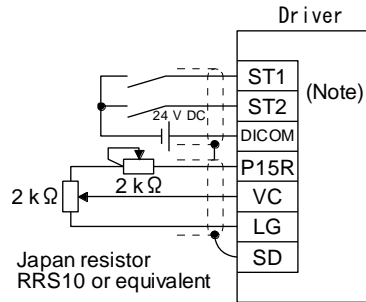 Driver
ST1
(Note)
ST2
24 V DC
DICOM
P15R
2 kΩ
2 kΩ
VC
LG
SD
Japan resistor
RRS10 or equivalent